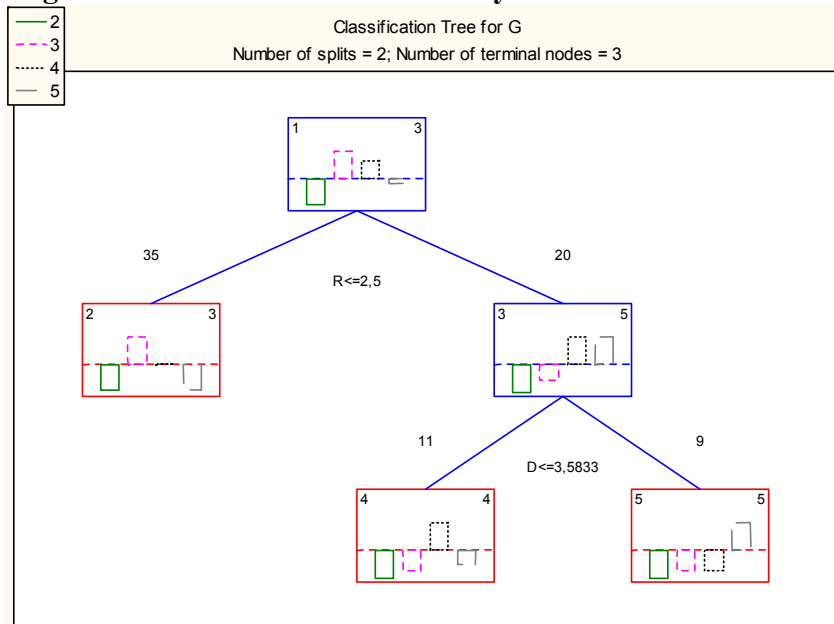 2
3
4
5
Classification Tree for G
Number of splits = 2; Number of terminal nodes = 3
1 3
35 20
R<=2,5
2 3
3 5
11 9
D<=3,5833
4 4
5 5